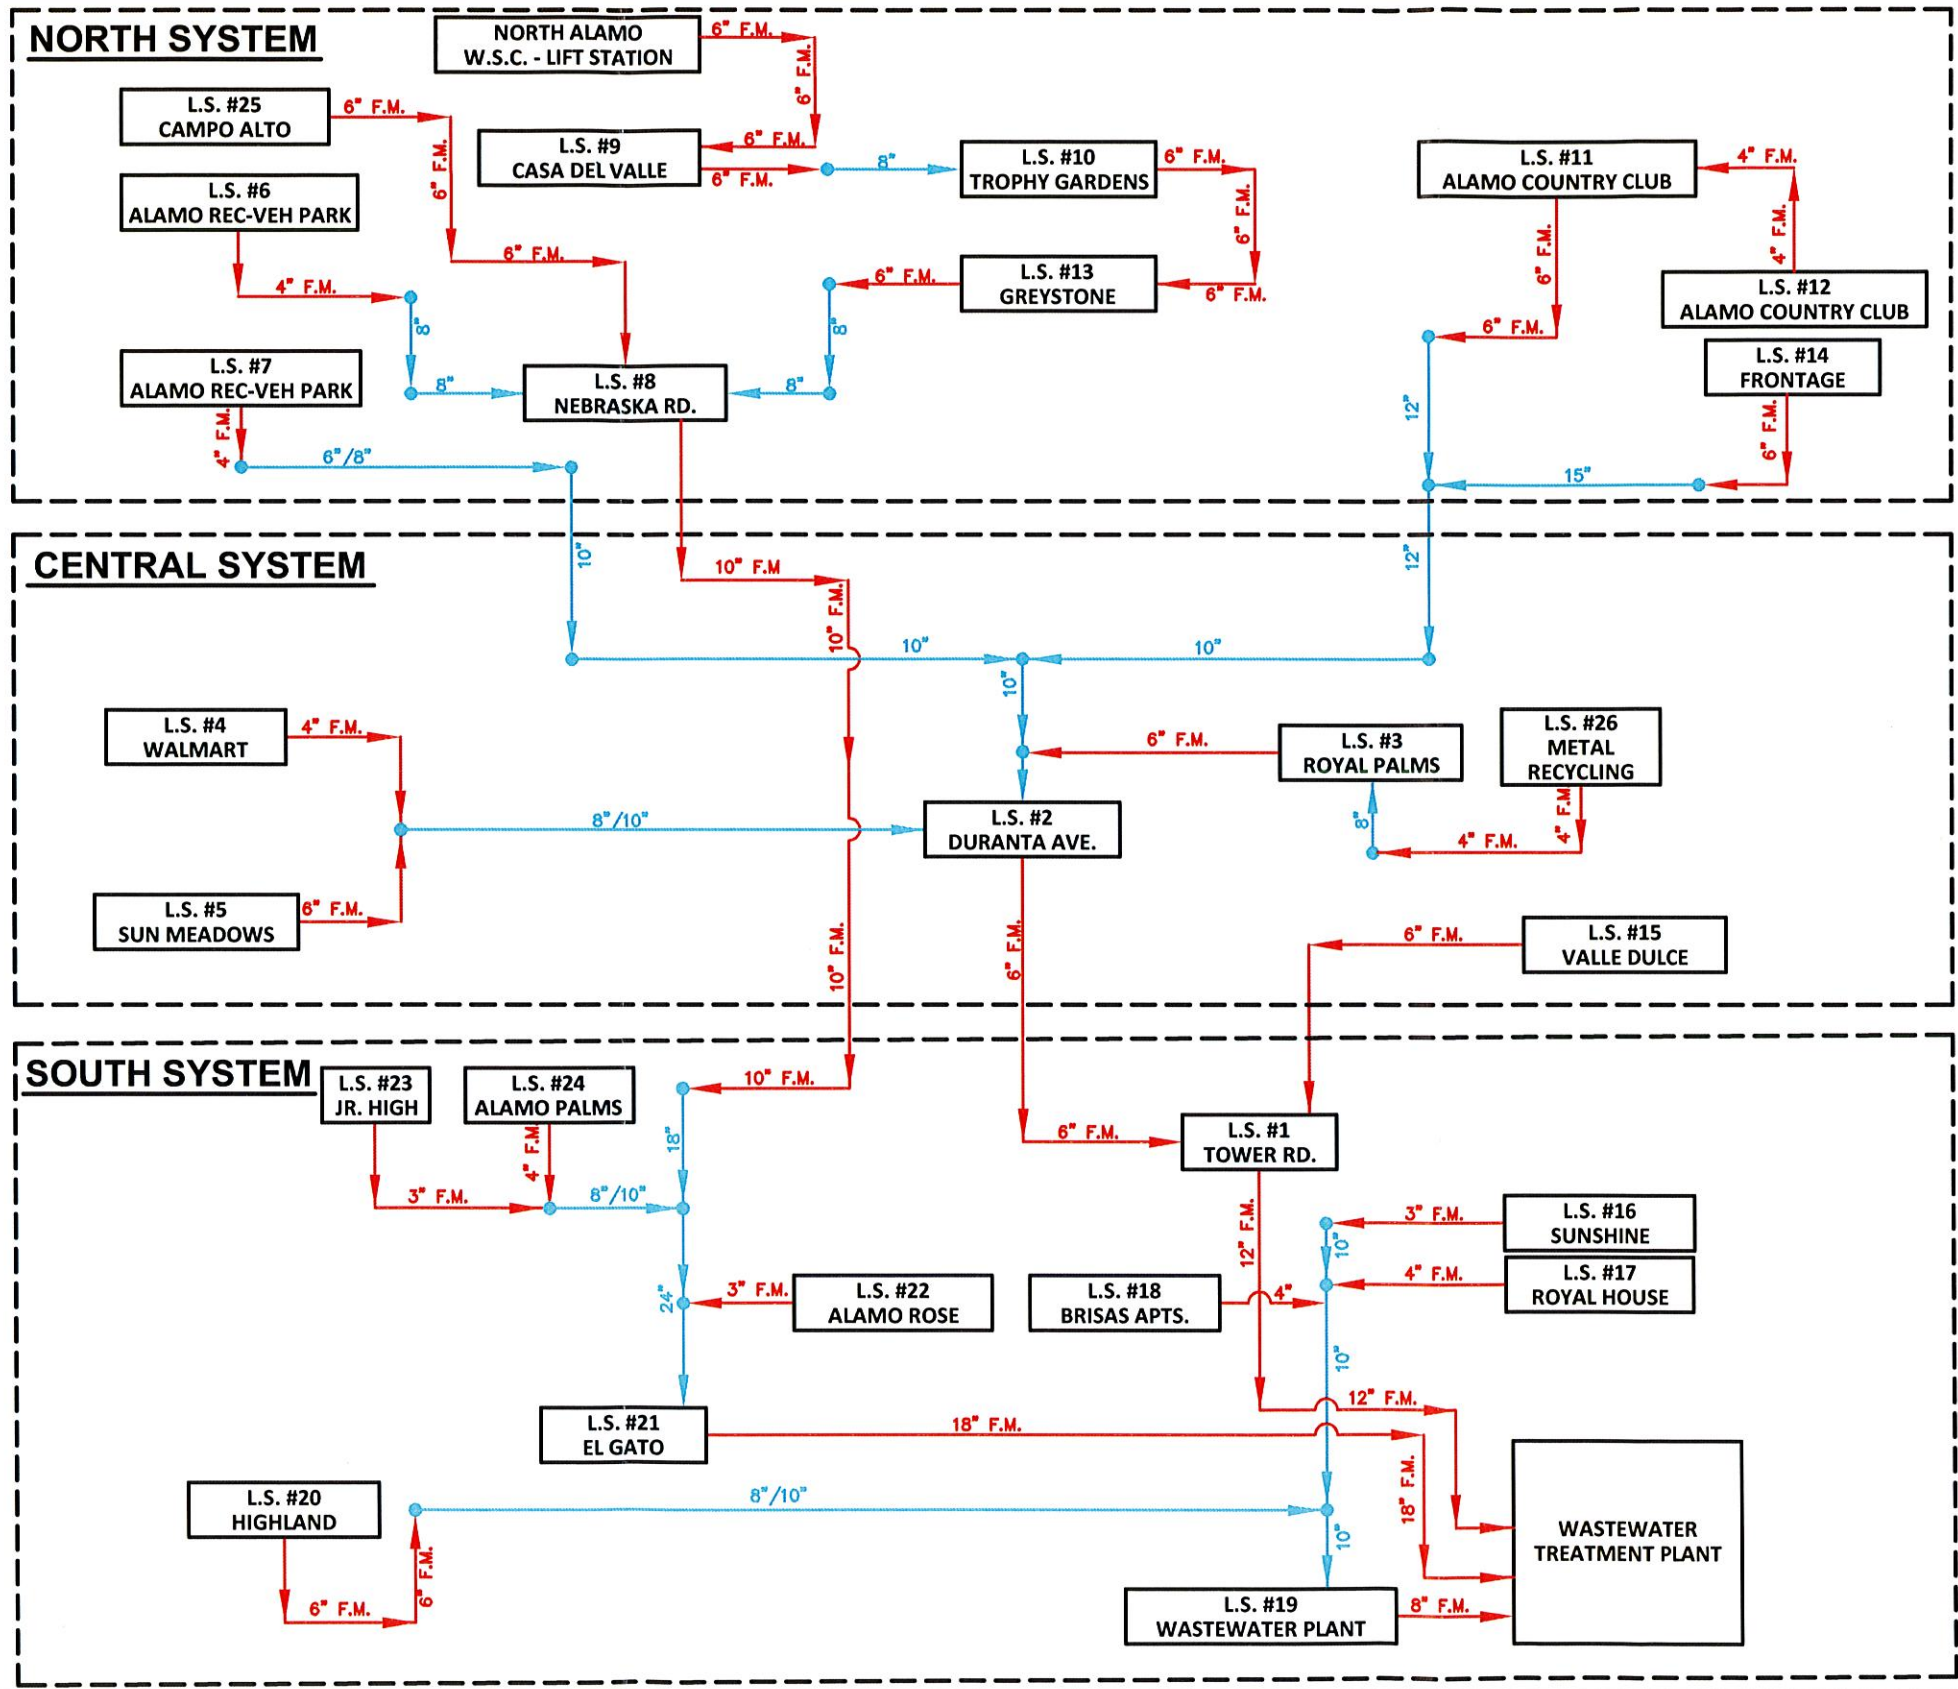 NORTH SYSTEM
NORTH ALAMO
W.S.C. - LIFT STATION
6" F.M.
6" F.M.
L.S. #25
CAMPO ALTO
6" F.M.
6" F.M.
L.S. #9
CASA DEL VALLE
6" F.M.
6" F.M.
8"
L.S. #10
TROPHY GARDENS
6" F.M.
6" F.M.
L.S. #11
ALAMO COUNTRY CLUB
4" F.M.
4" F.M.
L.S. #6
ALAMO REC-VEH PARK
4" F.M.
8"
6" F.M.
6" F.M.
L.S. #13
GREYSTONE
6" F.M.
8"
6" F.M.
6" F.M.
L.S. #12
ALAMO COUNTRY CLUB
L.S. #7
ALAMO REC-VEH PARK
4" F.M.
8"
L.S. #8
NEBRASKA RD.
8"
12"
L.S. #14
FRONTAGE
6" F.M.
6"/8"
15"
CENTRAL SYSTEM
10"
10" F.M
10" F.M.
12"
10"
10"
10"
L.S. #4
WALMART
4" F.M.
6" F.M.
L.S. #3
ROYAL PALMS
L.S. #26
METAL
RECYCLING
4" F.M.
4" F.M.
8"
8"/10"
L.S. #2
DURANTA AVE.
L.S. #5
SUN MEADOWS
6" F.M.
10" F.M.
6" F.M.
6" F.M.
L.S. #15
VALLE DULCE
SOUTH SYSTEM
L.S. #23
JR. HIGH
L.S. #24
ALAMO PALMS
10" F.M.
18"
4" F.M.
3" F.M.
8"/10"
6" F.M.
L.S. #1
TOWER RD.
12" F.M.
3" F.M.
L.S. #16
SUNSHINE
10"
4" F.M.
L.S. #17
ROYAL HOUSE
24"
3" F.M.
L.S. #22
ALAMO ROSE
L.S. #18
BRISAS APTS.
4"
10"
12" F.M.
L.S. #21
EL GATO
18" F.M.
18" F.M.
L.S. #20
HIGHLAND
6" F.M.
6" F.M.
8"/10"
10"
WASTEWATER
TREATMENT PLANT
L.S. #19
WASTEWATER PLANT
8" F.M.